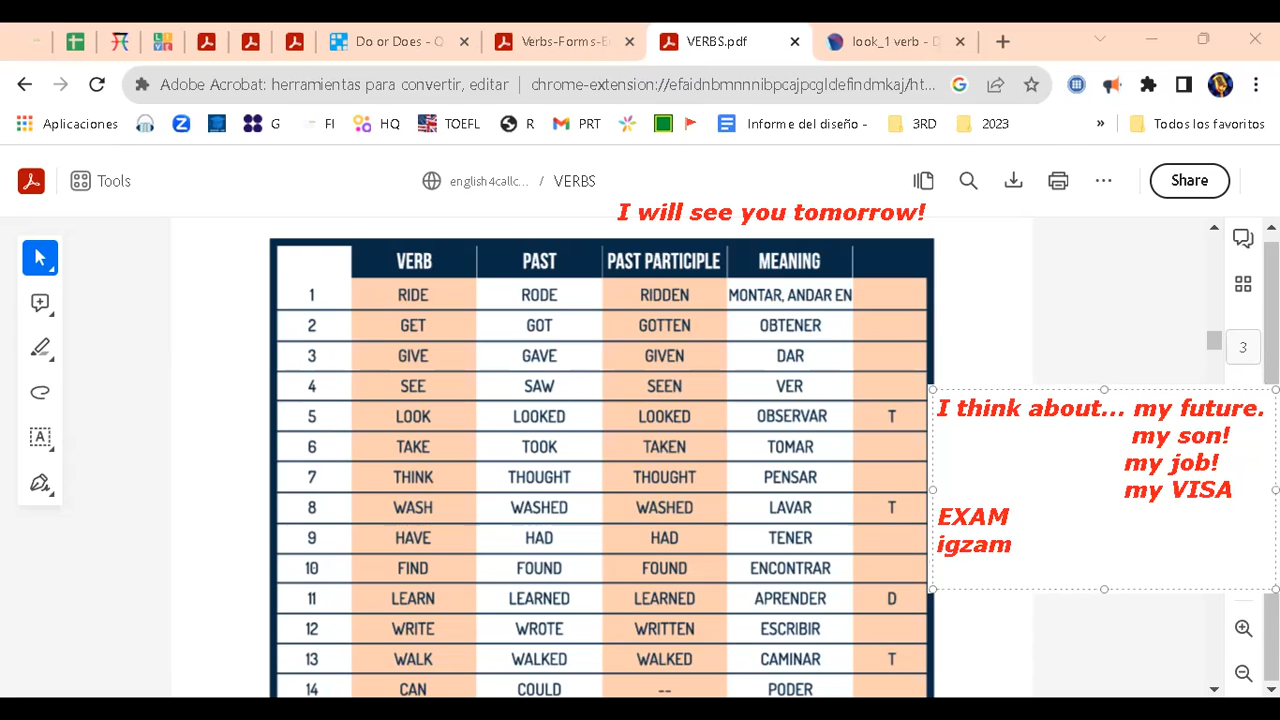 Do or Does - Q
Verbs-Forms-E
VERBS.pdf
look_1 verb - D
Adobe Acrobat: herramientas para convertir, editar
chrome-extension://efaidnbmnnnibpcajpcglclefindmkaj/ht...
Aplicaciones
G
FI
HQ
TOEFL
R
PRT
Informe del diseño -
3RD
2023
»
Todos los favoritos
Tools
english4callc... / VERBS
Share
I will see you tomorrow!
VERB PAST PAST PARTICIPLE MEANING
1 RIDE RODE RIDDEN MONTAR, ANDAR EN
2 GET GOT GOTTEN OBTENER
3 GIVE GAVE GIVEN DAR
4 SEE SAW SEEN VER
5 LOOK LOOKED LOOKED OBSERVAR T
6 TAKE TOOK TAKEN TOMAR
7 THINK THOUGHT THOUGHT PENSAR
8 WASH WASHED WASHED LAVAR T
9 HAVE HAD HAD TENER
10 FIND FOUND FOUND ENCONTRAR
11 LEARN LEARNED LEARNED APRENDER D
12 WRITE WROTE WRITTEN ESCRIBIR
13 WALK WALKED WALKED CAMINAR T
14 CAN COULD -- PODER
3
I think about... my future.
my son!
my job!
my VISA
EXAM
igzam